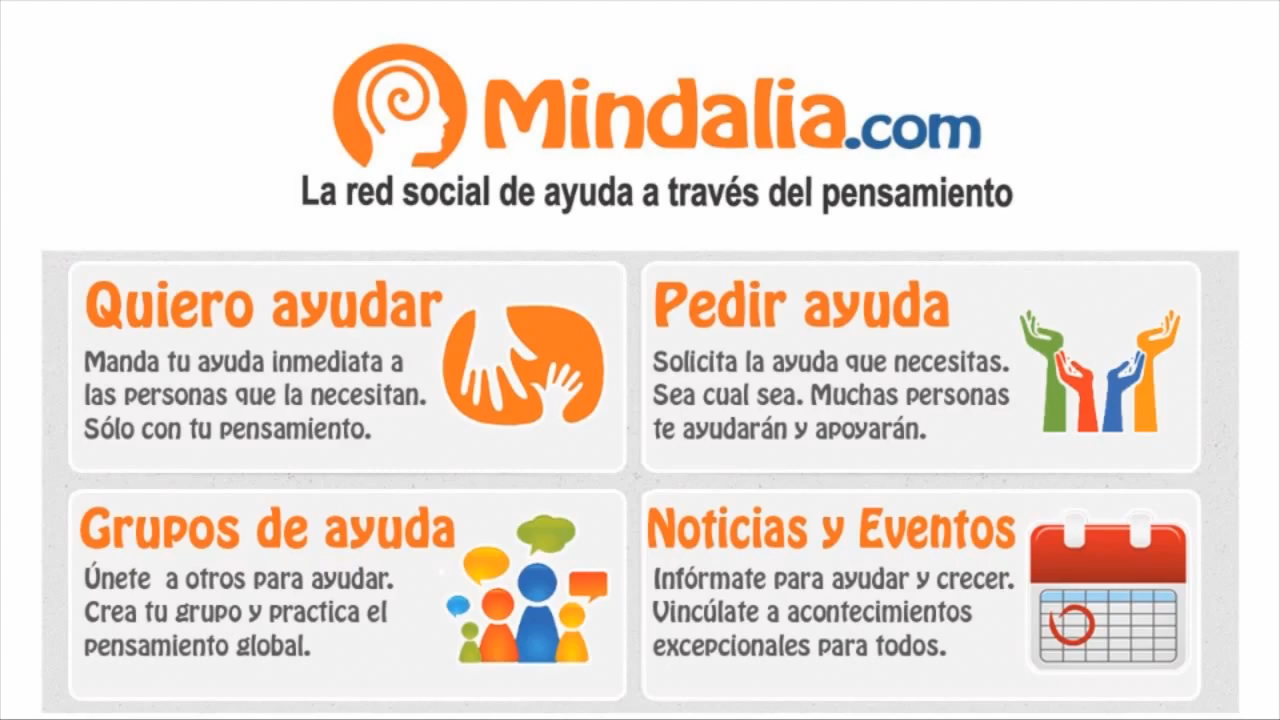 Mindalia.com
La red social de ayuda a través del pensamiento
Quiero ayudar
Manda tu ayuda inmediata a
las personas que la necesitan.
Sólo con tu pensamiento.
Pedir ayuda
Solicita la ayuda que necesitas.
Sea cual sea. Muchas personas
te ayudarán y apoyarán.
Grupos de ayuda
Únete a otros para ayudar.
Crea tu grupo y practica el
pensamiento global.
Noticias y Eventos
Infórmate para ayudar y crecer.
Vincúlate a acontecimientos
excepcionales para todos.